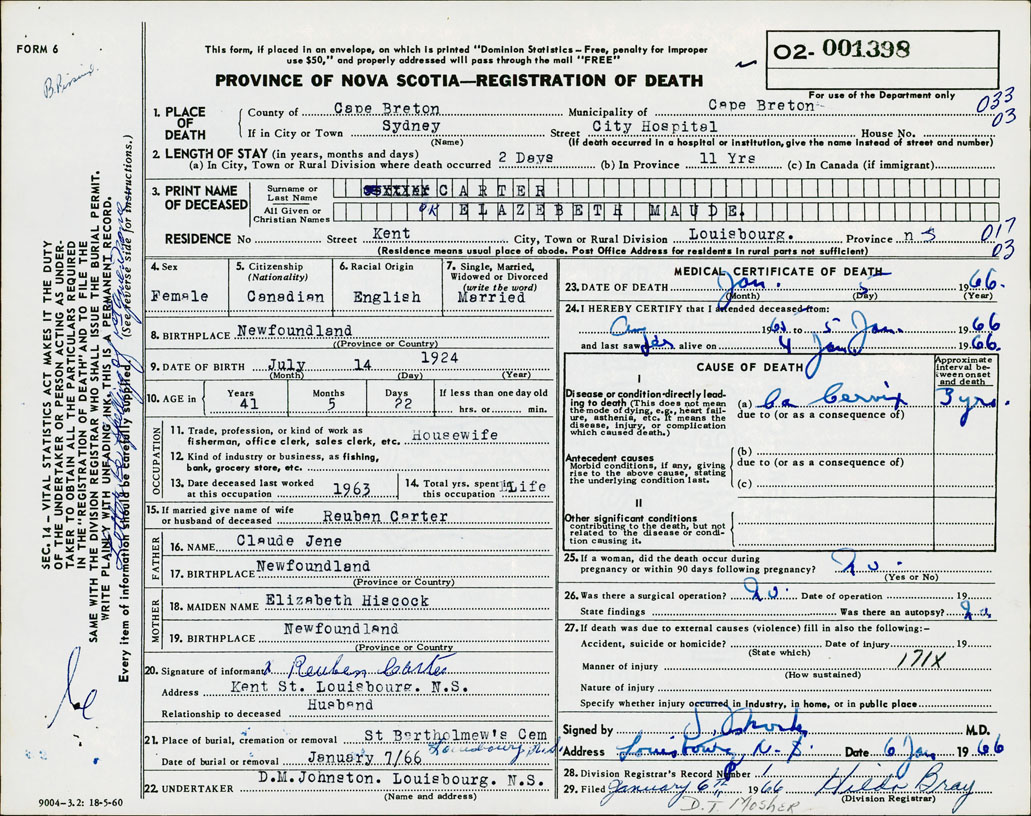 FORM 6
This form, if placed in an envelope, on which is printed "Dominion Statistics—Free, penalty for improper
use $50," and properly addressed will pass through the mail "FREE"
PROVINCE OF NOVA SCOTIA—REGISTRATION OF DEATH
02- 001398
For use of the Department only
033
03
1. PLACE OF DEATH
County of Cape Breton Municipality of Cape Breton
If in City or Town Sydney Street City Hospital House No.
(Name) (If death occurred in a hospital or institution, give the name instead of street and number)
2. LENGTH OF STAY (in years, months and days)
(a) In City, Town or Rural Division where death occurred 2 Days (b) In Province 11 Yrs (c) In Canada (if immigrant)
3. PRINT NAME OF DECEASED
Surname or Last Name CARTER
All Given or Christian Names OR ELAZEBETH MAUDE.
RESIDENCE No Street Kent City, Town or Rural Division Louisbourg. Province n S
017
03
(Residence means usual place of abode. Post Office Address for residents in rural parts not sufficient)
4. Sex
Female
5. Citizenship (Nationality)
Canadian
6. Racial Origin
English
7. Single, Married, Widowed or Divorced (write the word)
Married
8. BIRTHPLACE Newfoundland
(Province or Country)
9. DATE OF BIRTH July 14 1924
(Month) (Day) (Year)
10. AGE in Years 41 Months 5 Days 22 If less than one day old hrs. or min.
OCCUPATION
11. Trade, profession, or kind of work as fisherman, office clerk, sales clerk, etc. Housewife
12. Kind of industry or business, as fishing, bank, grocery store, etc.
13. Date deceased last worked at this occupation 1963
14. Total yrs. spent in this occupation Life
15. If married give name of wife or husband of deceased Reuben Carter
FATHER
16. NAME Claude Jene
17. BIRTHPLACE Newfoundland
(Province or Country)
MOTHER
18. MAIDEN NAME Elizabeth Hiscock
19. BIRTHPLACE Newfoundland
(Province or Country
20. Signature of informant x Reuben Carter
Address Kent St. Louisbourg. N.S.
Relationship to deceased Husband
21. Place of burial, cremation or removal St Bartholmew's Cem
Louisbourg
Date of burial or removal January 7/66
22. UNDERTAKER D.M.Johnston. Louisbourg. N.S.
(Name and address)
MEDICAL CERTIFICATE OF DEATH
23. DATE OF DEATH Jan. 5 1966.
(Month) (Day) (Year)
24. I HEREBY CERTIFY that I attended deceased from:
to 5 Jan. 1966
and last saw her alive on 4 Jan 1966.
CAUSE OF DEATH
Approximate interval between onset and death
I
Disease or condition directly leading to death (This does not mean the mode of dying, e.g., heart failure, asthenia, etc. It means the disease, injury, or complication which caused death.)
(a) Ca Cervix 3 yrs.
due to (or as a consequence of)
Antecedent causes
Morbid conditions, if any, giving rise to the above cause, stating the underlying condition last.
(b)
due to (or as a consequence of)
(c)
II
Other significant conditions
contributing to the death, but not related to the disease or condition causing it.
25. If a woman, did the death occur during pregnancy or within 90 days following pregnancy? No.
(Yes or No)
26. Was there a surgical operation? No. Date of operation 19
State findings Was there an autopsy? No
27. If death was due to external causes (violence) fill in also the following:—
Accident, suicide or homicide? Date of injury 19
(State which)
171X
Manner of injury
(How sustained)
Nature of injury
Specify whether injury occurred in industry, in home, or in public place
Signed by M.D.
Address Louisbourg N.S. Date 6 Jan 1966
28. Division Registrar's Record Number 1
29. Filed January 6th 1966 Hilda Bray
(Division Registrar)
D.T. MOSHER
SEC. 14 — VITAL STATISTICS ACT MAKES IT THE DUTY
OF THE UNDERTAKER OR PERSON ACTING AS UNDER-
TAKER TO OBTAIN ALL THE PARTICULARS REQUIRED
IN THE "REGISTRATION OF DEATH" AND TO FILE THE
SAME WITH THE DIVISION REGISTRAR WHO SHALL ISSUE THE BURIAL PERMIT.
WRITE PLAINLY WITH UNFADING INK. THIS IS A PERMANENT RECORD.
Every item of information should be carefully supplied. (See reverse side for instructions.)
9004—3.2: 18-5-60